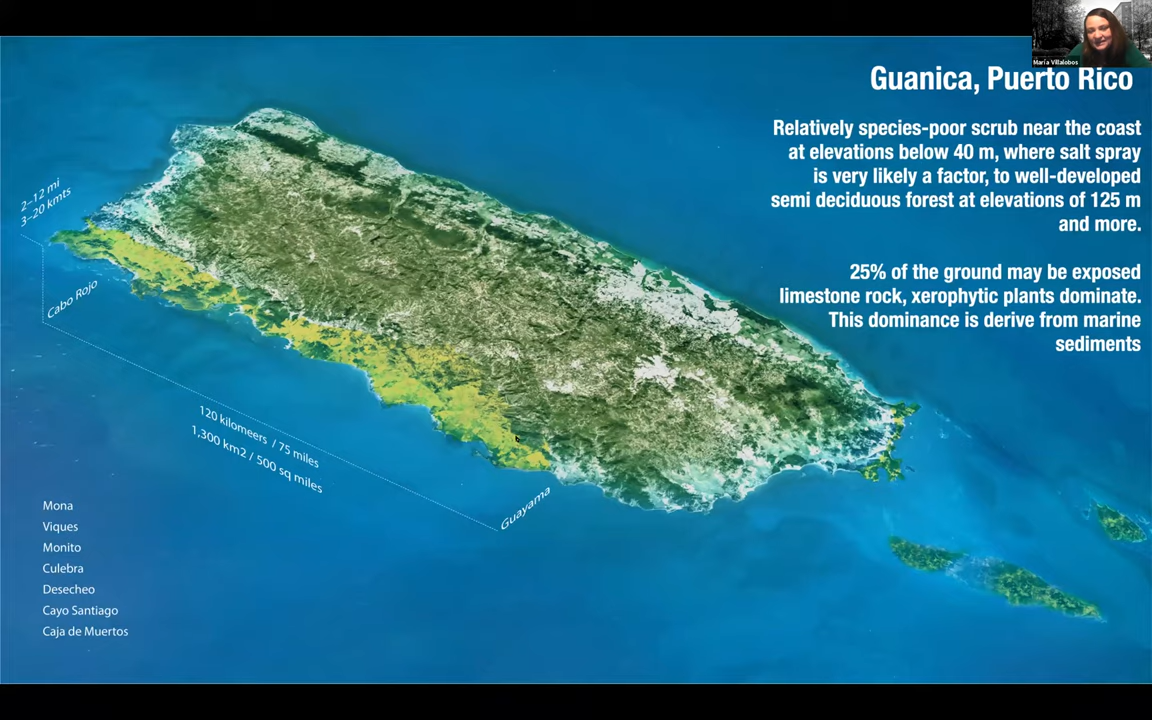 María Villalobos
Guanica, Puerto Rico
Relatively species-poor scrub near the coast
at elevations below 40 m, where salt spray
is very likely a factor, to well-developed
semi deciduous forest at elevations of 125 m
and more.
25% of the ground may be exposed
limestone rock, xerophytic plants dominate.
This dominance is derive from marine
sediments
2–12 mi
3–20 kmts
Cabo Rojo
120 kilomeers / 75 miles
1,300 km2 / 500 sq miles
Guayama
Mona
Viques
Monito
Culebra
Desecheo
Cayo Santiago
Caja de Muertos